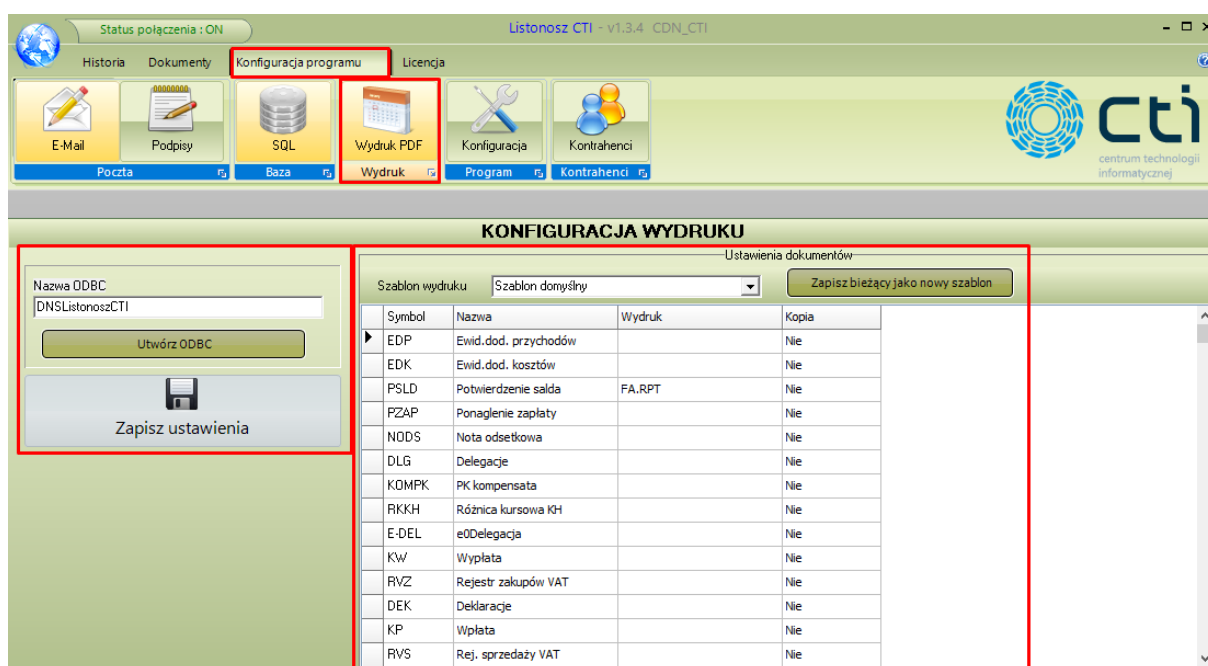 Status połączenia : ON
Listonosz CTI - v1.3.4 CDN_CTI
Historia Dokumenty Konfiguracja programu Licencja
E-Mail Podpisy SQL Wydruk PDF Konfiguracja Kontrahenci
Poczta Baza Wydruk Program Kontrahenci
cti
centrum technologii
informatycznej
KONFIGURACJA WYDRUKU
Ustawienia dokumentów
Nazwa ODBC
DNSListonoszCTI
Utwórz ODBC
Zapisz ustawienia
Szablon wydruku Szablon domyślny Zapisz bieżący jako nowy szablon
Symbol Nazwa Wydruk Kopia
EDP Ewid.dod. przychodów Nie
EDK Ewid.dod. kosztów Nie
PSLD Potwierdzenie salda FA.RPT Nie
PZAP Ponaglenie zapłaty Nie
NODS Nota odsetkowa Nie
DLG Delegacje Nie
KOMPK PK kompensata Nie
RKKH Różnica kursowa KH Nie
E-DEL e0Delegacja Nie
KW Wypłata Nie
RVZ Rejestr zakupów VAT Nie
DEK Deklaracje Nie
KP Wpłata Nie
RVS Rej. sprzedaży VAT Nie